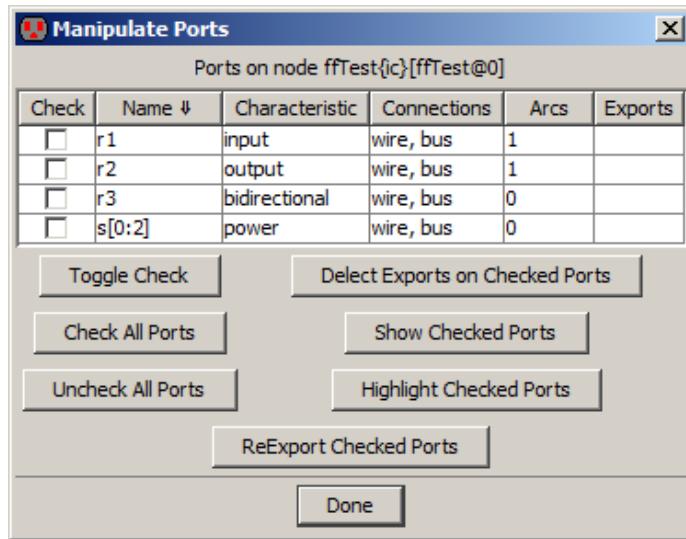 Manipulate Ports
Ports on node ffTest{ic}[ffTest@0]
Check Name ⇓ Characteristic Connections Arcs Exports
r1 input wire, bus 1
r2 output wire, bus 1
r3 bidirectional wire, bus 0
s[0:2] power wire, bus 0
Toggle Check Delect Exports on Checked Ports
Check All Ports Show Checked Ports
Uncheck All Ports Highlight Checked Ports
ReExport Checked Ports
Done